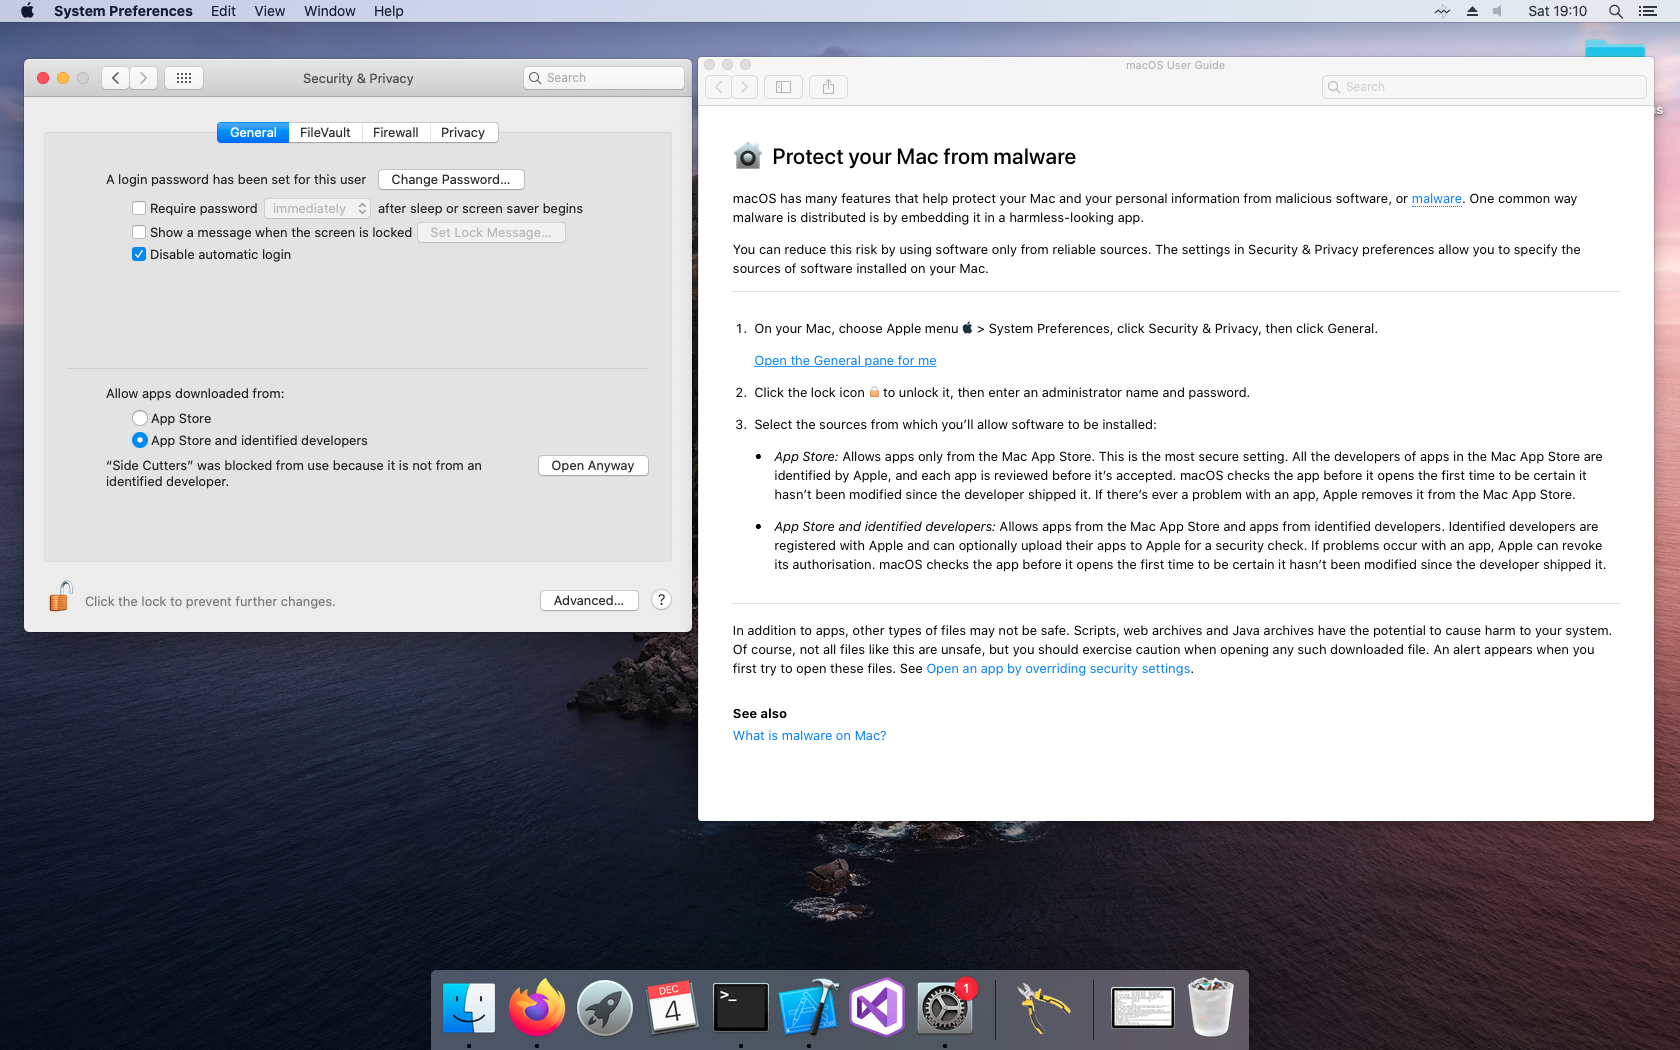 System Preferences Edit View Window Help
Sat 19:10
Security & Privacy
Search
General FileVault Firewall Privacy
A login password has been set for this user Change Password...
Require password immediately after sleep or screen saver begins
Show a message when the screen is locked Set Lock Message...
Disable automatic login
Allow apps downloaded from:
App Store
App Store and identified developers
“Side Cutters” was blocked from use because it is not from an
identified developer.
Open Anyway
Click the lock to prevent further changes.
Advanced...
?
macOS User Guide
Search
Protect your Mac from malware
macOS has many features that help protect your Mac and your personal information from malicious software, or malware. One common way
malware is distributed is by embedding it in a harmless-looking app.
You can reduce this risk by using software only from reliable sources. The settings in Security & Privacy preferences allow you to specify the
sources of software installed on your Mac.
1. On your Mac, choose Apple menu > System Preferences, click Security & Privacy, then click General.
Open the General pane for me
2. Click the lock icon to unlock it, then enter an administrator name and password.
3. Select the sources from which you’ll allow software to be installed:
• App Store: Allows apps only from the Mac App Store. This is the most secure setting. All the developers of apps in the Mac App Store are
identified by Apple, and each app is reviewed before it’s accepted. macOS checks the app before it opens the first time to be certain it
hasn’t been modified since the developer shipped it. If there’s ever a problem with an app, Apple removes it from the Mac App Store.
• App Store and identified developers: Allows apps from the Mac App Store and apps from identified developers. Identified developers are
registered with Apple and can optionally upload their apps to Apple for a security check. If problems occur with an app, Apple can revoke
its authorisation. macOS checks the app before it opens the first time to be certain it hasn’t been modified since the developer shipped it.
In addition to apps, other types of files may not be safe. Scripts, web archives and Java archives have the potential to cause harm to your system.
Of course, not all files like this are unsafe, but you should exercise caution when opening any such downloaded file. An alert appears when you
first try to open these files. See Open an app by overriding security settings.
See also
What is malware on Mac?
DEC
4
>_
1